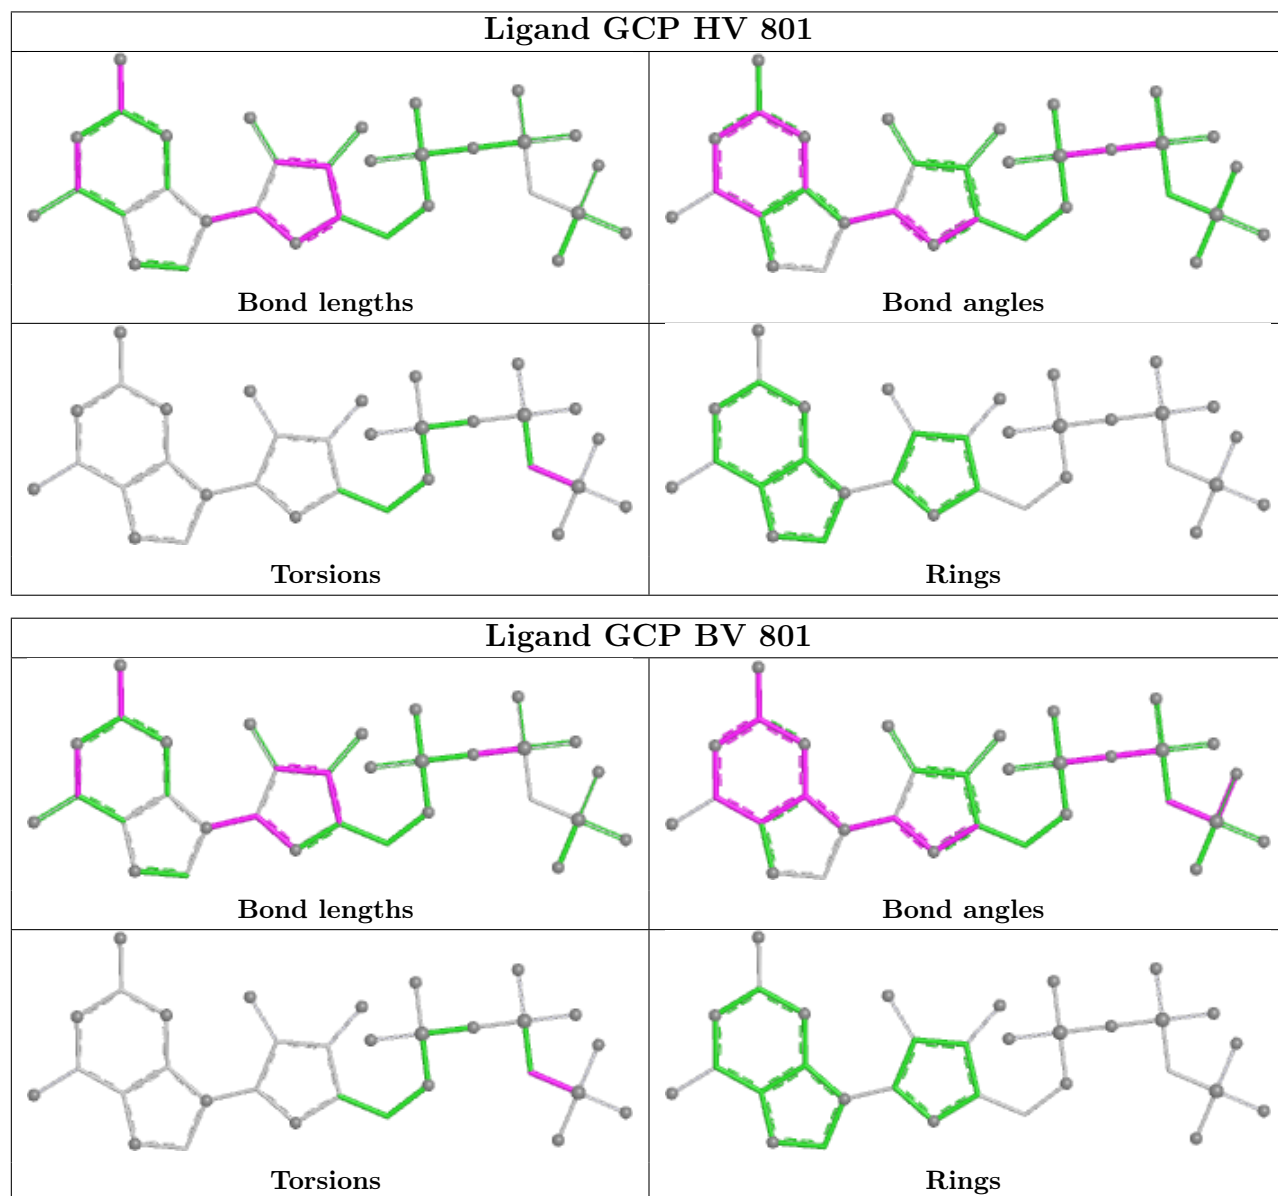 Ligand GCP HV 801
Bond lengths
Bond angles
Torsions
Rings
Ligand GCP BV 801
Bond lengths
Bond angles
Torsions
Rings